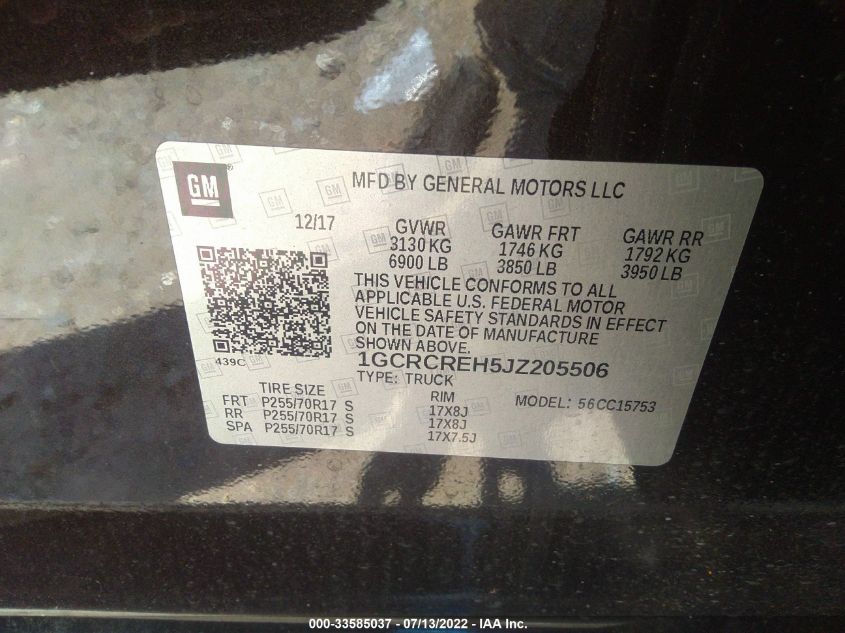 GM ®
MFD BY GENERAL MOTORS LLC
12/17
GVWR GAWR FRT GAWR RR
3130 KG 1746 KG 1792 KG
6900 LB 3850 LB 3950 LB
THIS VEHICLE CONFORMS TO ALL
APPLICABLE U.S. FEDERAL MOTOR
VEHICLE SAFETY STANDARDS IN EFFECT
ON THE DATE OF MANUFACTURE
SHOWN ABOVE.
439C
1GCRCREH5JZ205506
TYPE: TRUCK
TIRE SIZE RIM MODEL: 56CC15753
FRT P255/70R17 S 17X8J
RR P255/70R17 S 17X8J
SPA P255/70R17 S 17X7.5J
000-33585037 - 07/13/2022 - IAA Inc.